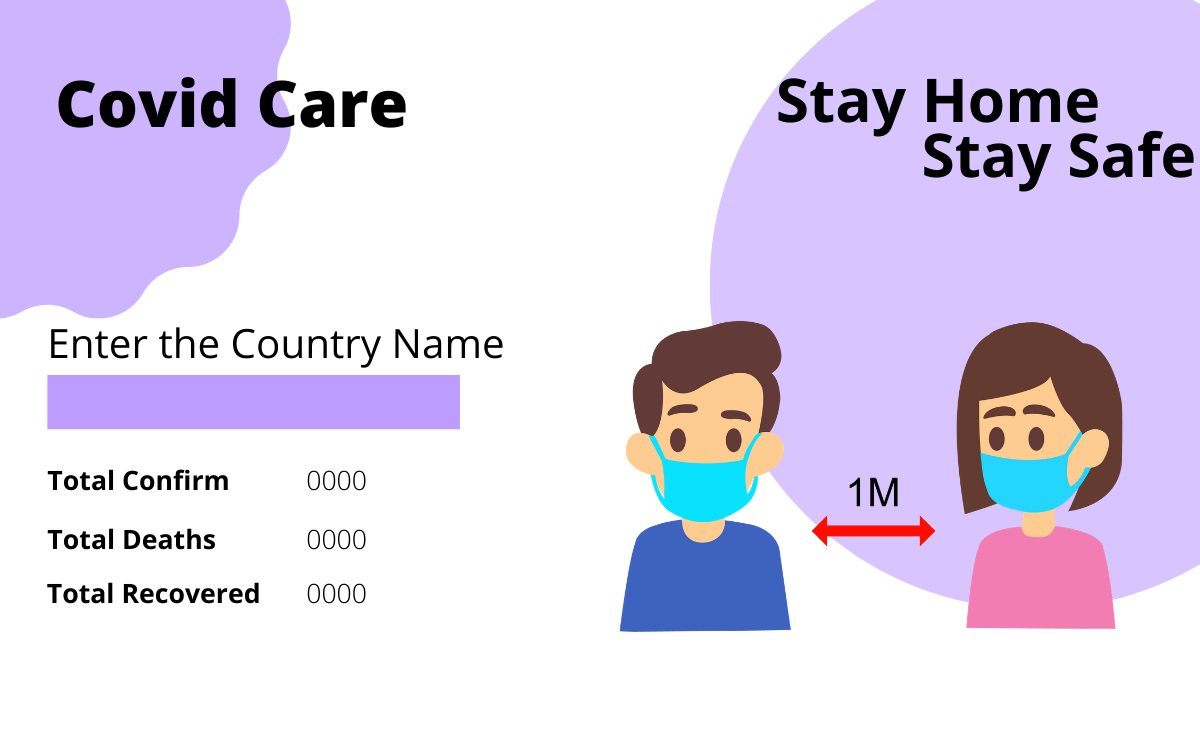 Covid Care
Stay Home
Stay Safe
Enter the Country Name
Total Confirm 0000
Total Deaths 0000
Total Recovered 0000
1M